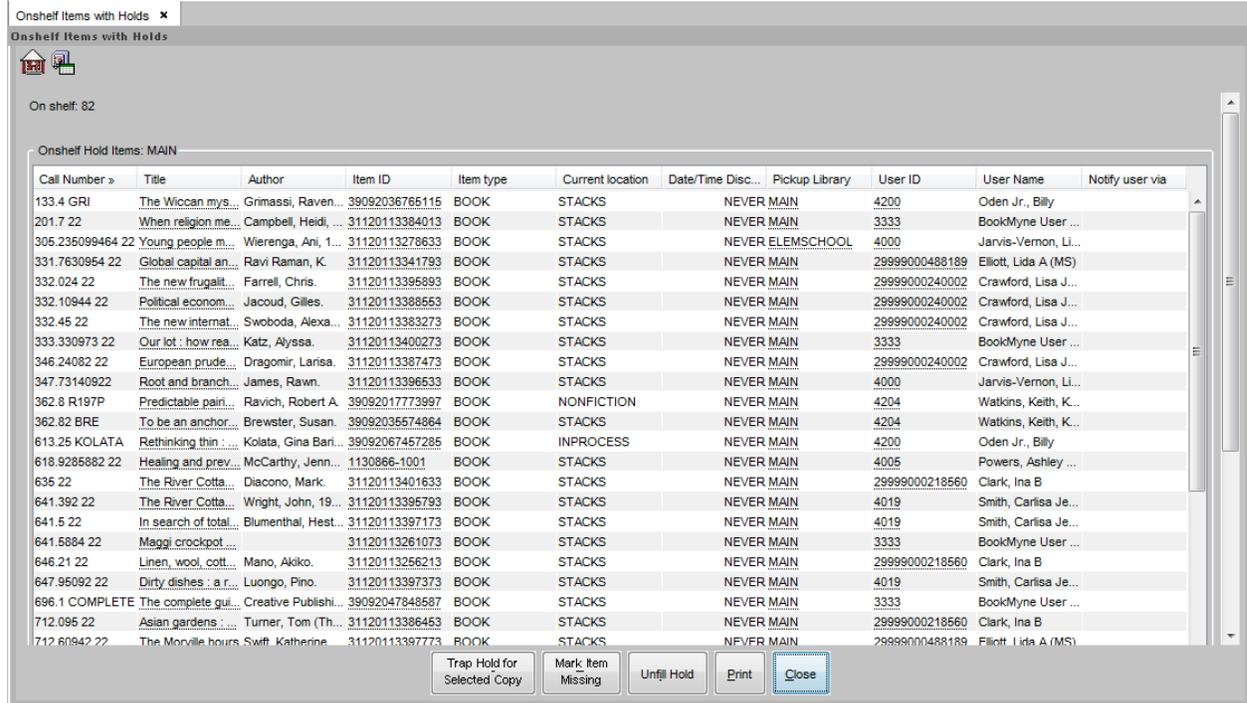 Onshelf Items with Holds ×
Onshelf Items with Holds
On shelf: 82
Onshelf Hold Items: MAIN
Call Number » Title Author Item ID Item type Current location Date/Time Disc... Pickup Library User ID User Name Notify user via
133.4 GRI The Wiccan mys... Grimassi, Raven... 39092036765115 BOOK STACKS NEVER MAIN 4200 Oden Jr., Billy
201.7 22 When religion me... Campbell, Heidi, ... 31120113384013 BOOK STACKS NEVER MAIN 3333 BookMyne User ...
305.235099464 22 Young people m... Wierenga, Ani, 1... 31120113278633 BOOK STACKS NEVER ELEMSCHOOL 4000 Jarvis-Vernon, Li...
331.7630954 22 Global capital an... Ravi Raman, K. 31120113341793 BOOK STACKS NEVER MAIN 29999000488189 Elliott, Lida A (MS)
332.024 22 The new frugalit... Farrell, Chris. 31120113395893 BOOK STACKS NEVER MAIN 29999000240002 Crawford, Lisa J...
332.10944 22 Political econom... Jacoud, Gilles. 31120113388553 BOOK STACKS NEVER MAIN 29999000240002 Crawford, Lisa J...
332.45 22 The new internat... Swoboda, Alexa... 31120113383273 BOOK STACKS NEVER MAIN 29999000240002 Crawford, Lisa J...
333.330973 22 Our lot : how rea... Katz, Alyssa. 31120113400273 BOOK STACKS NEVER MAIN 3333 BookMyne User ...
346.24082 22 European prude... Dragomir, Larisa. 31120113387473 BOOK STACKS NEVER MAIN 29999000240002 Crawford, Lisa J...
347.73140922 Root and branch... James, Rawn. 31120113396533 BOOK STACKS NEVER MAIN 4000 Jarvis-Vernon, Li...
362.8 R197P Predictable pairi... Ravich, Robert A. 39092017773997 BOOK NONFICTION NEVER MAIN 4204 Watkins, Keith, K...
362.82 BRE To be an anchor... Brewster, Susan. 39092035574864 BOOK STACKS NEVER MAIN 4204 Watkins, Keith, K...
613.25 KOLATA Rethinking thin : ... Kolata, Gina Bari... 39092067457285 BOOK INPROCESS NEVER MAIN 4200 Oden Jr., Billy
618.9285882 22 Healing and prev... McCarthy, Jenn... 1130866-1001 BOOK STACKS NEVER MAIN 4005 Powers, Ashley ...
635 22 The River Cotta... Diacono, Mark. 31120113401633 BOOK STACKS NEVER MAIN 29999000218560 Clark, Ina B
641.392 22 The River Cotta... Wright, John, 19... 31120113395793 BOOK STACKS NEVER MAIN 4019 Smith, Carlisa Je...
641.5 22 In search of total... Blumenthal, Hest... 31120113397173 BOOK STACKS NEVER MAIN 4019 Smith, Carlisa Je...
641.5884 22 Maggi crockpot ... 31120113261073 BOOK STACKS NEVER MAIN 3333 BookMyne User ...
646.21 22 Linen, wool, cott... Mano, Akiko. 31120113256213 BOOK STACKS NEVER MAIN 29999000218560 Clark, Ina B
647.95092 22 Dirty dishes : a r... Luongo, Pino. 31120113397373 BOOK STACKS NEVER MAIN 4019 Smith, Carlisa Je...
696.1 COMPLETE The complete gui... Creative Publishi... 39092047848587 BOOK STACKS NEVER MAIN 3333 BookMyne User ...
712.095 22 Asian gardens : ... Turner, Tom (Th... 31120113386453 BOOK STACKS NEVER MAIN 29999000218560 Clark, Ina B
712.60942 22 The Morville hours Swift, Katherine 31120113397773 BOOK STACKS NEVER MAIN 29999000488189 Elliott, Lida A (MS)
Trap Hold for Selected Copy
Mark Item Missing
Unfill Hold
Print
Close